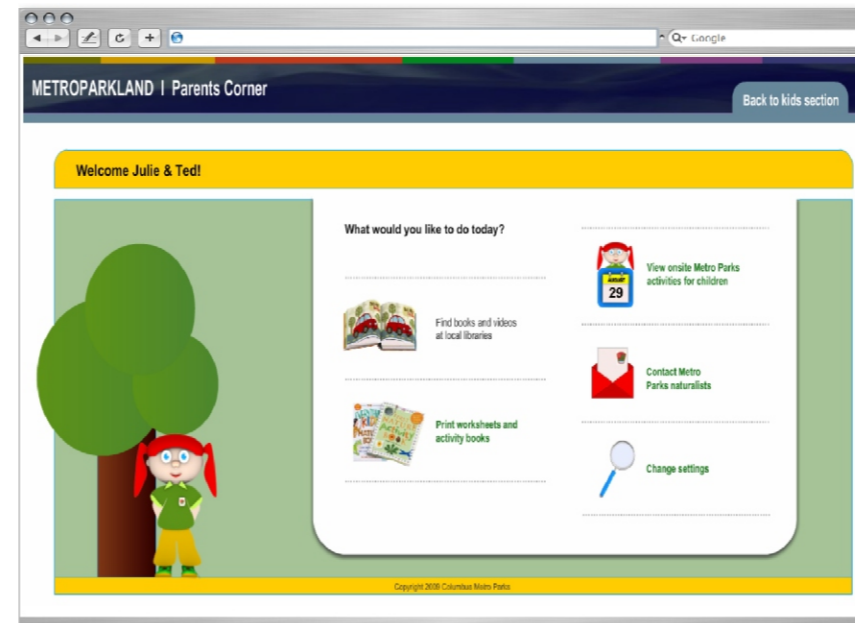 Google
METROPARKLAND | Parents Corner
Back to kids section
Welcome Julie & Ted!
What would you like to do today?
Find books and videos
at local libraries
Print worksheets and
activity books
29
View onsite Metro Parks
activities for children
Contact Metro
Parks naturalists
Change settings
Copyright 2008 Columbus Metro Parks